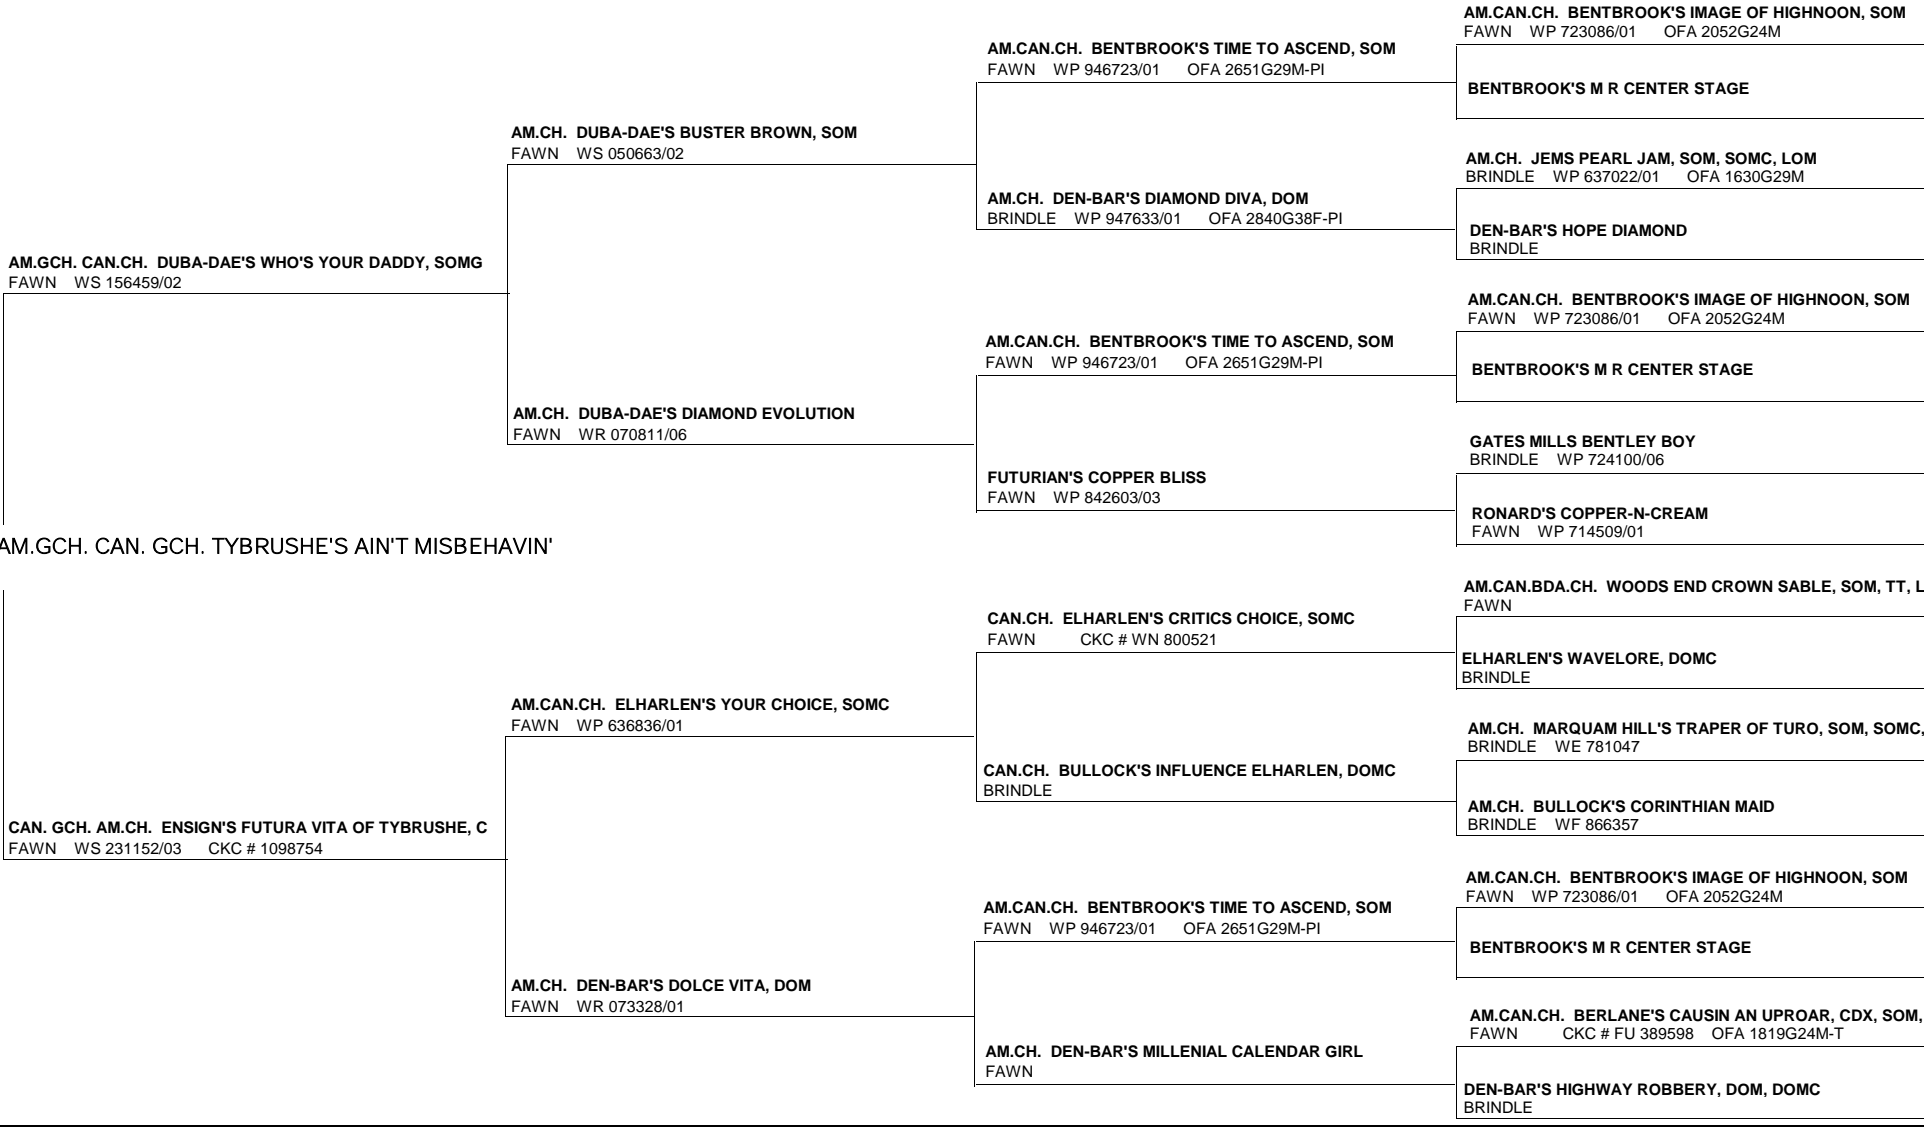 AM.CAN.CH. BENTBROOK'S IMAGE OF HIGHNOON, SOM
FAWN WP 723086/01 OFA 2052G24M
AM.CAN.CH. BENTBROOK'S TIME TO ASCEND, SOM
FAWN WP 946723/01 OFA 2651G29M-PI
BENTBROOK'S M R CENTER STAGE
AM.CH. DUBA-DAE'S BUSTER BROWN, SOM
FAWN WS 050663/02
AM.CH. JEMS PEARL JAM, SOM, SOMC, LOM
BRINDLE WP 637022/01 OFA 1630G29M
AM.CH. DEN-BAR'S DIAMOND DIVA, DOM
BRINDLE WP 947633/01 OFA 2840G38F-PI
DEN-BAR'S HOPE DIAMOND
BRINDLE
AM.GCH. CAN.CH. DUBA-DAE'S WHO'S YOUR DADDY, SOMG
FAWN WS 156459/02
AM.CAN.CH. BENTBROOK'S IMAGE OF HIGHNOON, SOM
FAWN WP 723086/01 OFA 2052G24M
AM.CAN.CH. BENTBROOK'S TIME TO ASCEND, SOM
FAWN WP 946723/01 OFA 2651G29M-PI
BENTBROOK'S M R CENTER STAGE
AM.CH. DUBA-DAE'S DIAMOND EVOLUTION
FAWN WR 070811/06
GATES MILLS BENTLEY BOY
BRINDLE WP 724100/06
FUTURIAN'S COPPER BLISS
FAWN WP 842603/03
RONARD'S COPPER-N-CREAM
FAWN WP 714509/01
AM.GCH. CAN. GCH. TYBRUSHE'S AIN'T MISBEHAVIN'
AM.CAN.BDA.CH. WOODS END CROWN SABLE, SOM, TT, L
FAWN
CAN.CH. ELHARLEN'S CRITICS CHOICE, SOMC
FAWN CKC # WN 800521
ELHARLEN'S WAVELORE, DOMC
BRINDLE
AM.CAN.CH. ELHARLEN'S YOUR CHOICE, SOMC
FAWN WP 636836/01
AM.CH. MARQUAM HILL'S TRAPER OF TURO, SOM, SOMC,
BRINDLE WE 781047
CAN.CH. BULLOCK'S INFLUENCE ELHARLEN, DOMC
BRINDLE
AM.CH. BULLOCK'S CORINTHIAN MAID
BRINDLE WF 866357
CAN. GCH. AM.CH. ENSIGN'S FUTURA VITA OF TYBRUSHE, C
FAWN WS 231152/03 CKC # 1098754
AM.CAN.CH. BENTBROOK'S IMAGE OF HIGHNOON, SOM
FAWN WP 723086/01 OFA 2052G24M
AM.CAN.CH. BENTBROOK'S TIME TO ASCEND, SOM
FAWN WP 946723/01 OFA 2651G29M-PI
BENTBROOK'S M R CENTER STAGE
AM.CH. DEN-BAR'S DOLCE VITA, DOM
FAWN WR 073328/01
AM.CAN.CH. BERLANE'S CAUSIN AN UPROAR, CDX, SOM,
FAWN CKC # FU 389598 OFA 1819G24M-T
AM.CH. DEN-BAR'S MILLENIAL CALENDAR GIRL
FAWN
DEN-BAR'S HIGHWAY ROBBERY, DOM, DOMC
BRINDLE